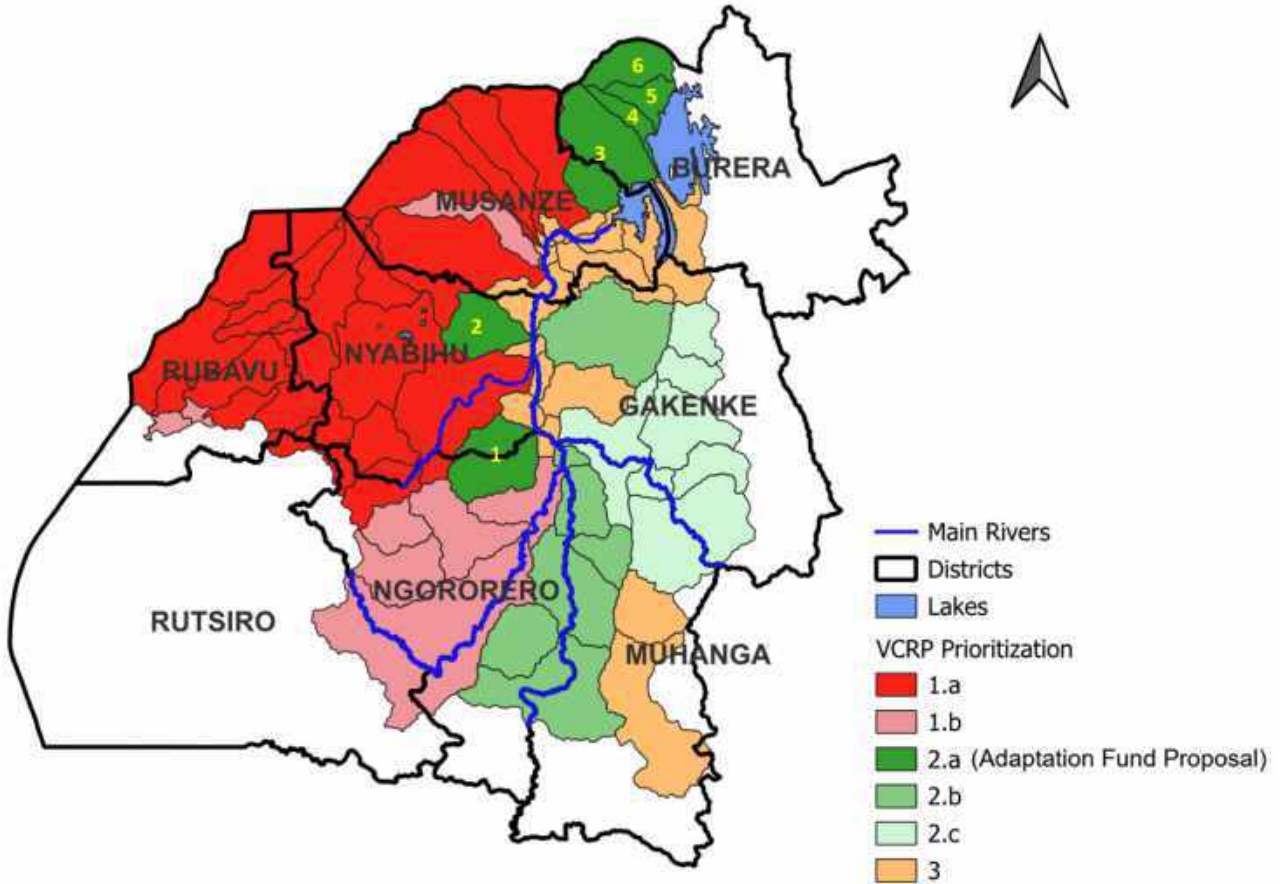 6
5
4
3
BURERA
MUSANZE
2
NYABIHU
RUBAVU
GAKENKE
1
NGORORERO
RUTSIRO
MUHANGA
Main Rivers
Districts
Lakes
VCRP Prioritization
1.a
1.b
2.a (Adaptation Fund Proposal)
2.b
2.c
3